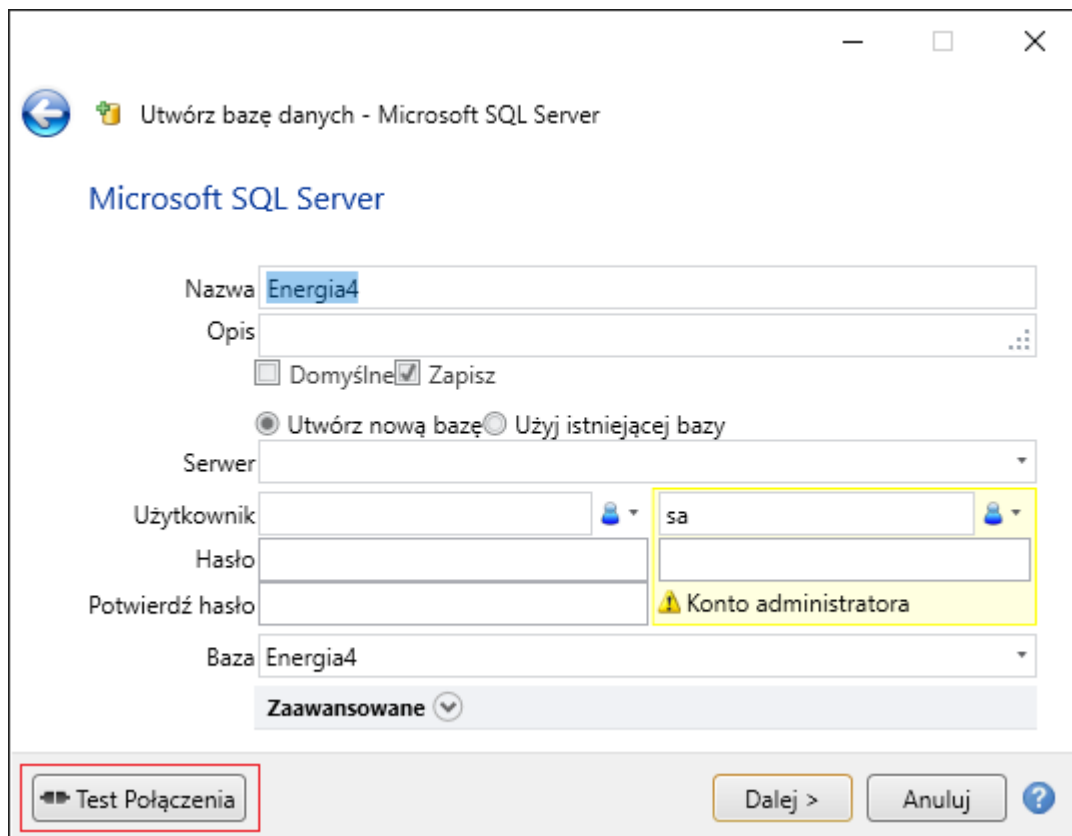 Utwórz bazę danych - Microsoft SQL Server
Microsoft SQL Server
Nazwa Energia4
Opis
Domyślne Zapisz
Utwórz nową bazę Użyj istniejącej bazy
Serwer
Użytkownik sa
Hasło
Potwierdź hasło Konto administratora
Baza Energia4
Zaawansowane
Test Połączenia Dalej > Anuluj ?